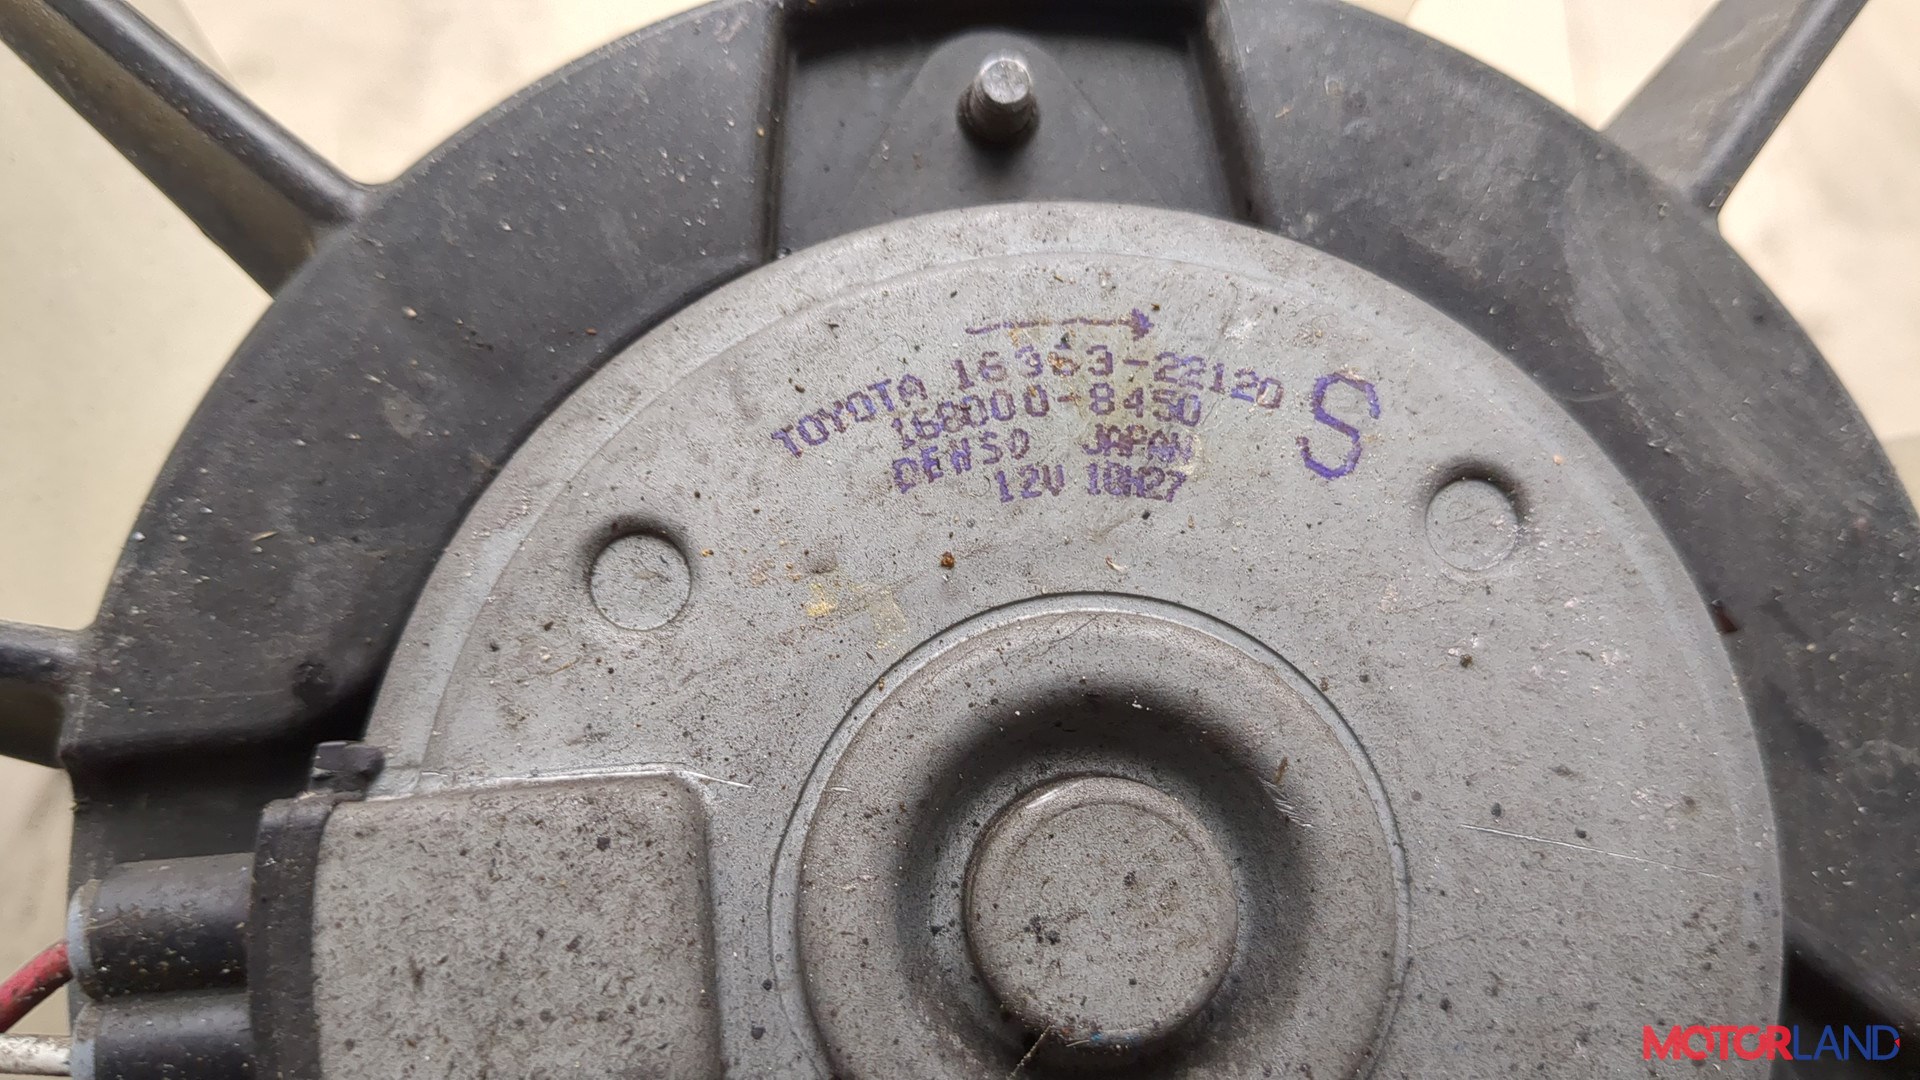 TOYOTA 16363-22120
168000-8450
S
DENSO JAPAN
12V 10H27
MOTORLAND